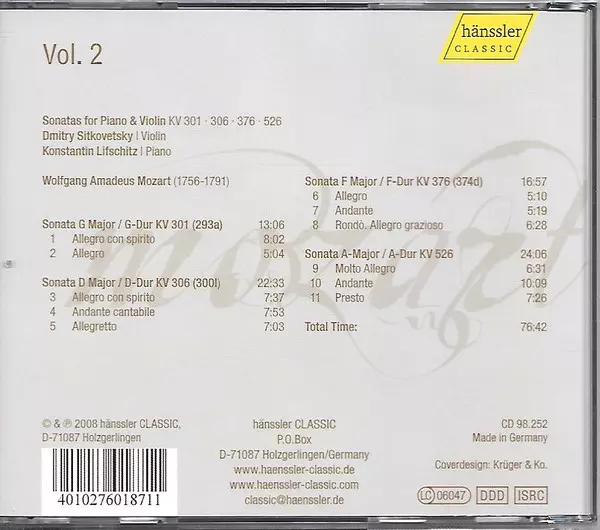 hänssler
CLASSIC
Vol. 2
Sonatas for Piano & Violin KV 301 · 306 · 376 · 526
Dmitry Sitkovetsky | Violin
Konstantin Lifschitz | Piano
Wolfgang Amadeus Mozart (1756-1791)
Sonata G Major / G-Dur KV 301 (293a) 13:06
1 Allegro con spirito 8:02
2 Allegro 5:04
Sonata D Major / D-Dur KV 306 (300l) 22:33
3 Allegro con spirito 7:37
4 Andante cantabile 7:53
5 Allegretto 7:03
Sonata F Major / F-Dur KV 376 (374d) 16:57
6 Allegro 5:10
7 Andante 5:19
8 Rondò. Allegro grazioso 6:28
Sonata A-Major / A-Dur KV 526 24:06
9 Molto Allegro 6:31
10 Andante 10:09
11 Presto 7:26
Total Time: 76:42
mozart
© & ℗ 2008 hänssler CLASSIC,
D-71087 Holzgerlingen
4010276018711
hänssler CLASSIC
P.O.Box
D-71087 Holzgerlingen/Germany
www.haenssler-classic.de
www.haenssler-classic.com
classic@haenssler.de
CD 98.252
Made in Germany
Coverdesign: Krüger & Ko.
LC 06047 DDD ISRC